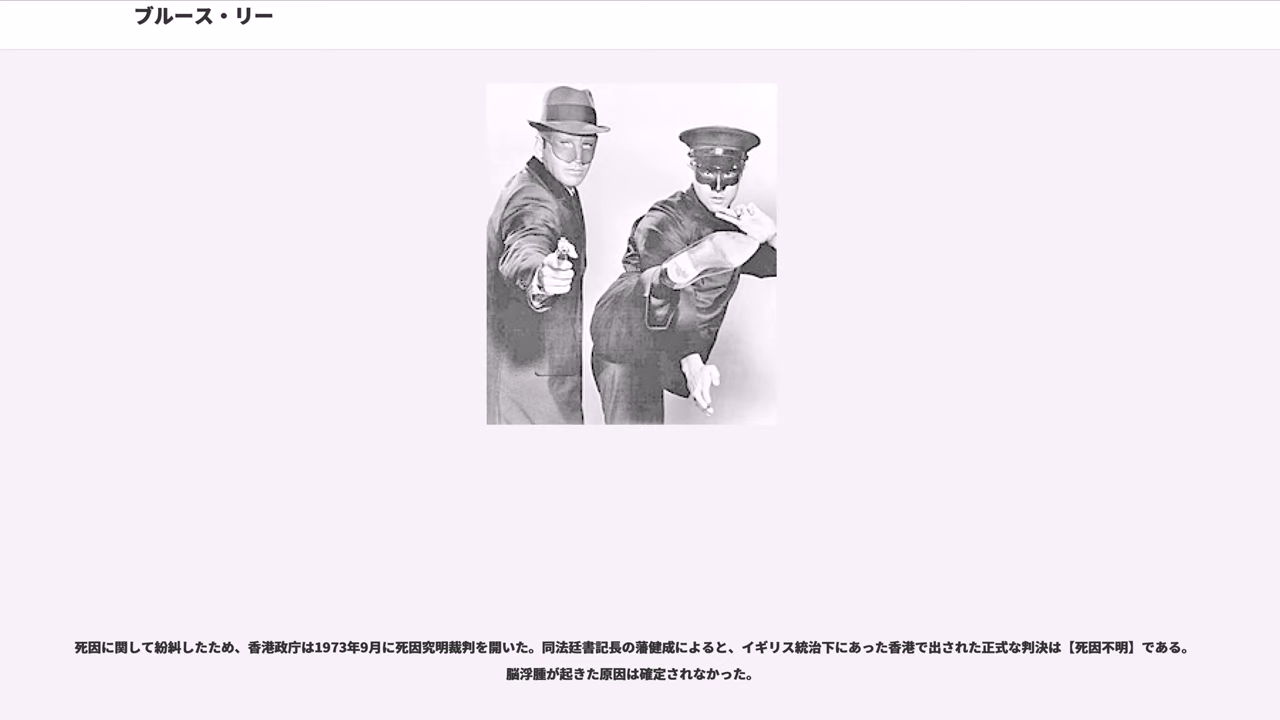 ブルース・リー
死因に関して紛糾したため、香港政庁は1973年9月に死因究明裁判を開いた。同法廷書記長の藩健成によると、イギリス統治下にあった香港で出された正式な判決は【死因不明】である。
脳浮腫が起きた原因は確定されなかった。